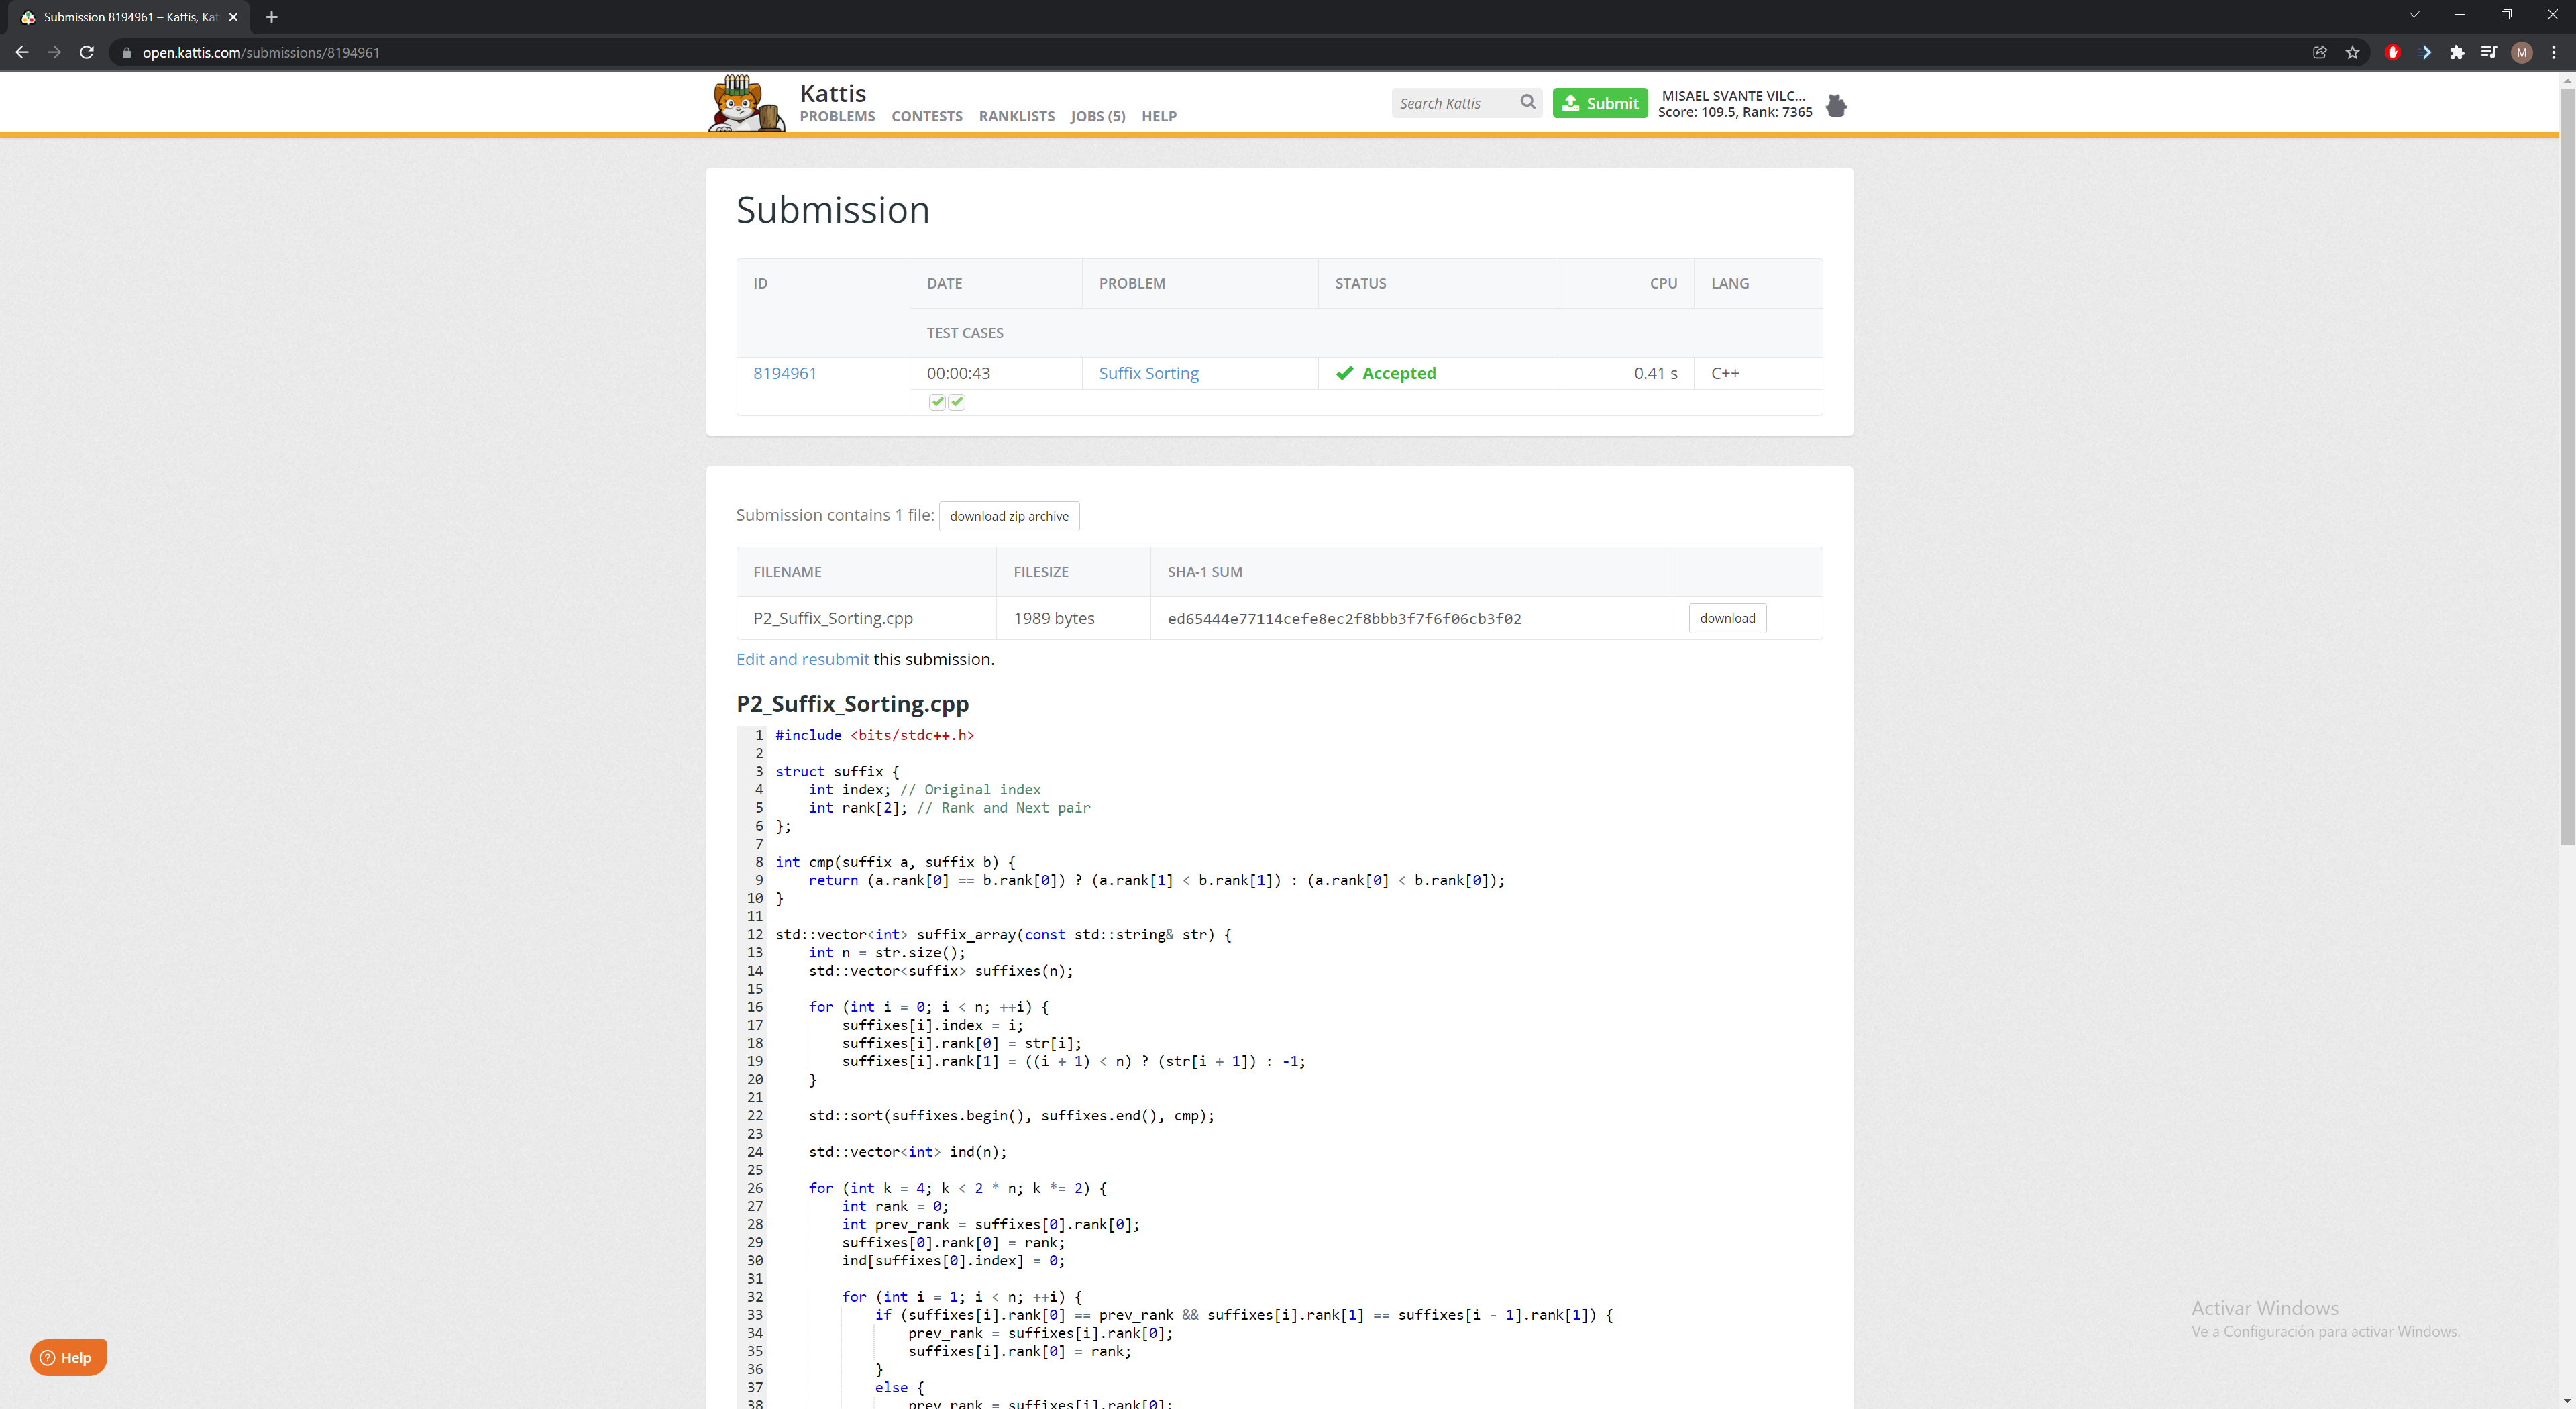 Submission 8194961 – Kattis, Kat
open.kattis.com/submissions/8194961
M
Kattis
PROBLEMS CONTESTS RANKLISTS JOBS (5) HELP
Search Kattis
Submit
MISAEL SVANTE VILC...
Score: 109.5, Rank: 7365
Submission
ID DATE PROBLEM STATUS CPU LANG
TEST CASES
8194961 00:00:43 Suffix Sorting Accepted 0.41 s C++
Submission contains 1 file: download zip archive
FILENAME FILESIZE SHA-1 SUM
P2_Suffix_Sorting.cpp 1989 bytes ed65444e77114cefe8ec2f8bbb3f7f6f06cb3f02 download
Edit and resubmit this submission.
P2_Suffix_Sorting.cpp
1 #include <bits/stdc++.h>
2
3 struct suffix {
4     int index; // Original index
5     int rank[2]; // Rank and Next pair
6 };
7
8 int cmp(suffix a, suffix b) {
9     return (a.rank[0] == b.rank[0]) ? (a.rank[1] < b.rank[1]) : (a.rank[0] < b.rank[0]);
10 }
11
12 std::vector<int> suffix_array(const std::string& str) {
13     int n = str.size();
14     std::vector<suffix> suffixes(n);
15
16     for (int i = 0; i < n; ++i) {
17         suffixes[i].index = i;
18         suffixes[i].rank[0] = str[i];
19         suffixes[i].rank[1] = ((i + 1) < n) ? (str[i + 1]) : -1;
20     }
21
22     std::sort(suffixes.begin(), suffixes.end(), cmp);
23
24     std::vector<int> ind(n);
25
26     for (int k = 4; k < 2 * n; k *= 2) {
27         int rank = 0;
28         int prev_rank = suffixes[0].rank[0];
29         suffixes[0].rank[0] = rank;
30         ind[suffixes[0].index] = 0;
31
32         for (int i = 1; i < n; ++i) {
33             if (suffixes[i].rank[0] == prev_rank && suffixes[i].rank[1] == suffixes[i - 1].rank[1]) {
34                 prev_rank = suffixes[i].rank[0];
35                 suffixes[i].rank[0] = rank;
36             }
37             else {
38                 prev_rank = suffixes[i].rank[0];
Activar Windows
Ve a Configuración para activar Windows.
Help